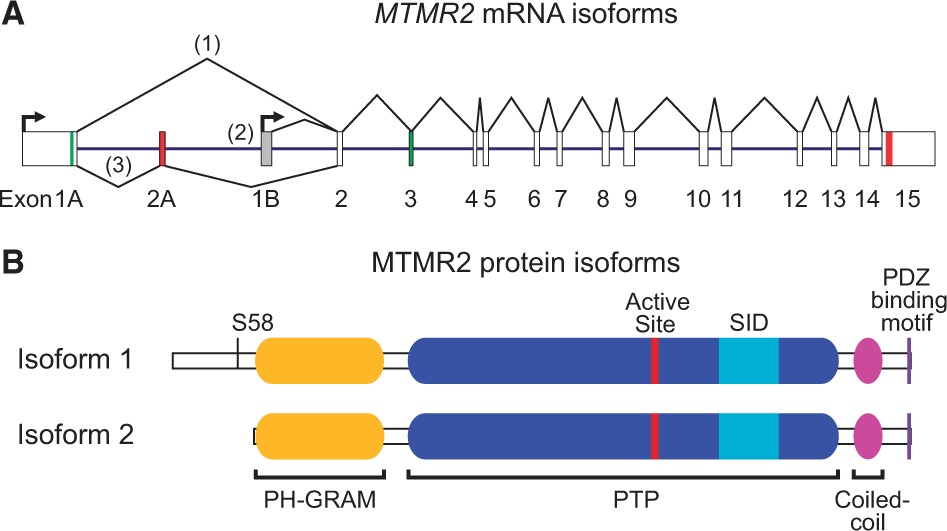 A
MTMR2 mRNA isoforms
(1)
(2)
(3)
Exon 1A 2A 1B 2 3 4 5 6 7 8 9 10 11 12 13 14 15
B
MTMR2 protein isoforms
PDZ
binding
motif
Active
Site
S58
SID
Isoform 1
Isoform 2
PH-GRAM
PTP
Coiled-
coil